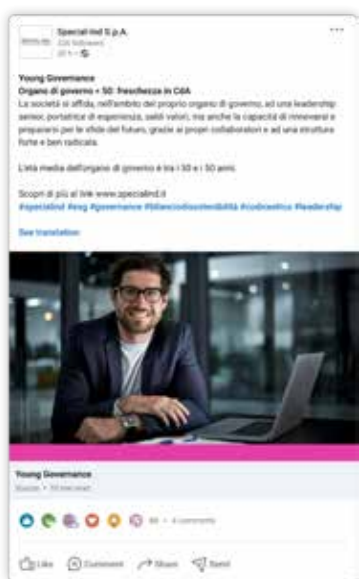 Special-Ind S.p.A.
Young Governance
Organo di governo < 50: freschezza in CdA
La società si affida, nell'ambito del proprio organo di governo, ad una leadership
senior, portatrice di esperienza, saldi valori, ma anche la capacità di rinnovarsi e
prepararsi per le sfide del futuro, grazie ai propri collaboratori e ad una struttura
forte e ben radicata.
L'età media dell'organo di governo è tra i 30 e i 50 anni.
Scopri di più al link www.specialind.it
#specialind #esg #governance #bilanciodisostenibilità #codiceetico #leadership
See translation
Young Governance
4 comments
Like Comment Share Send